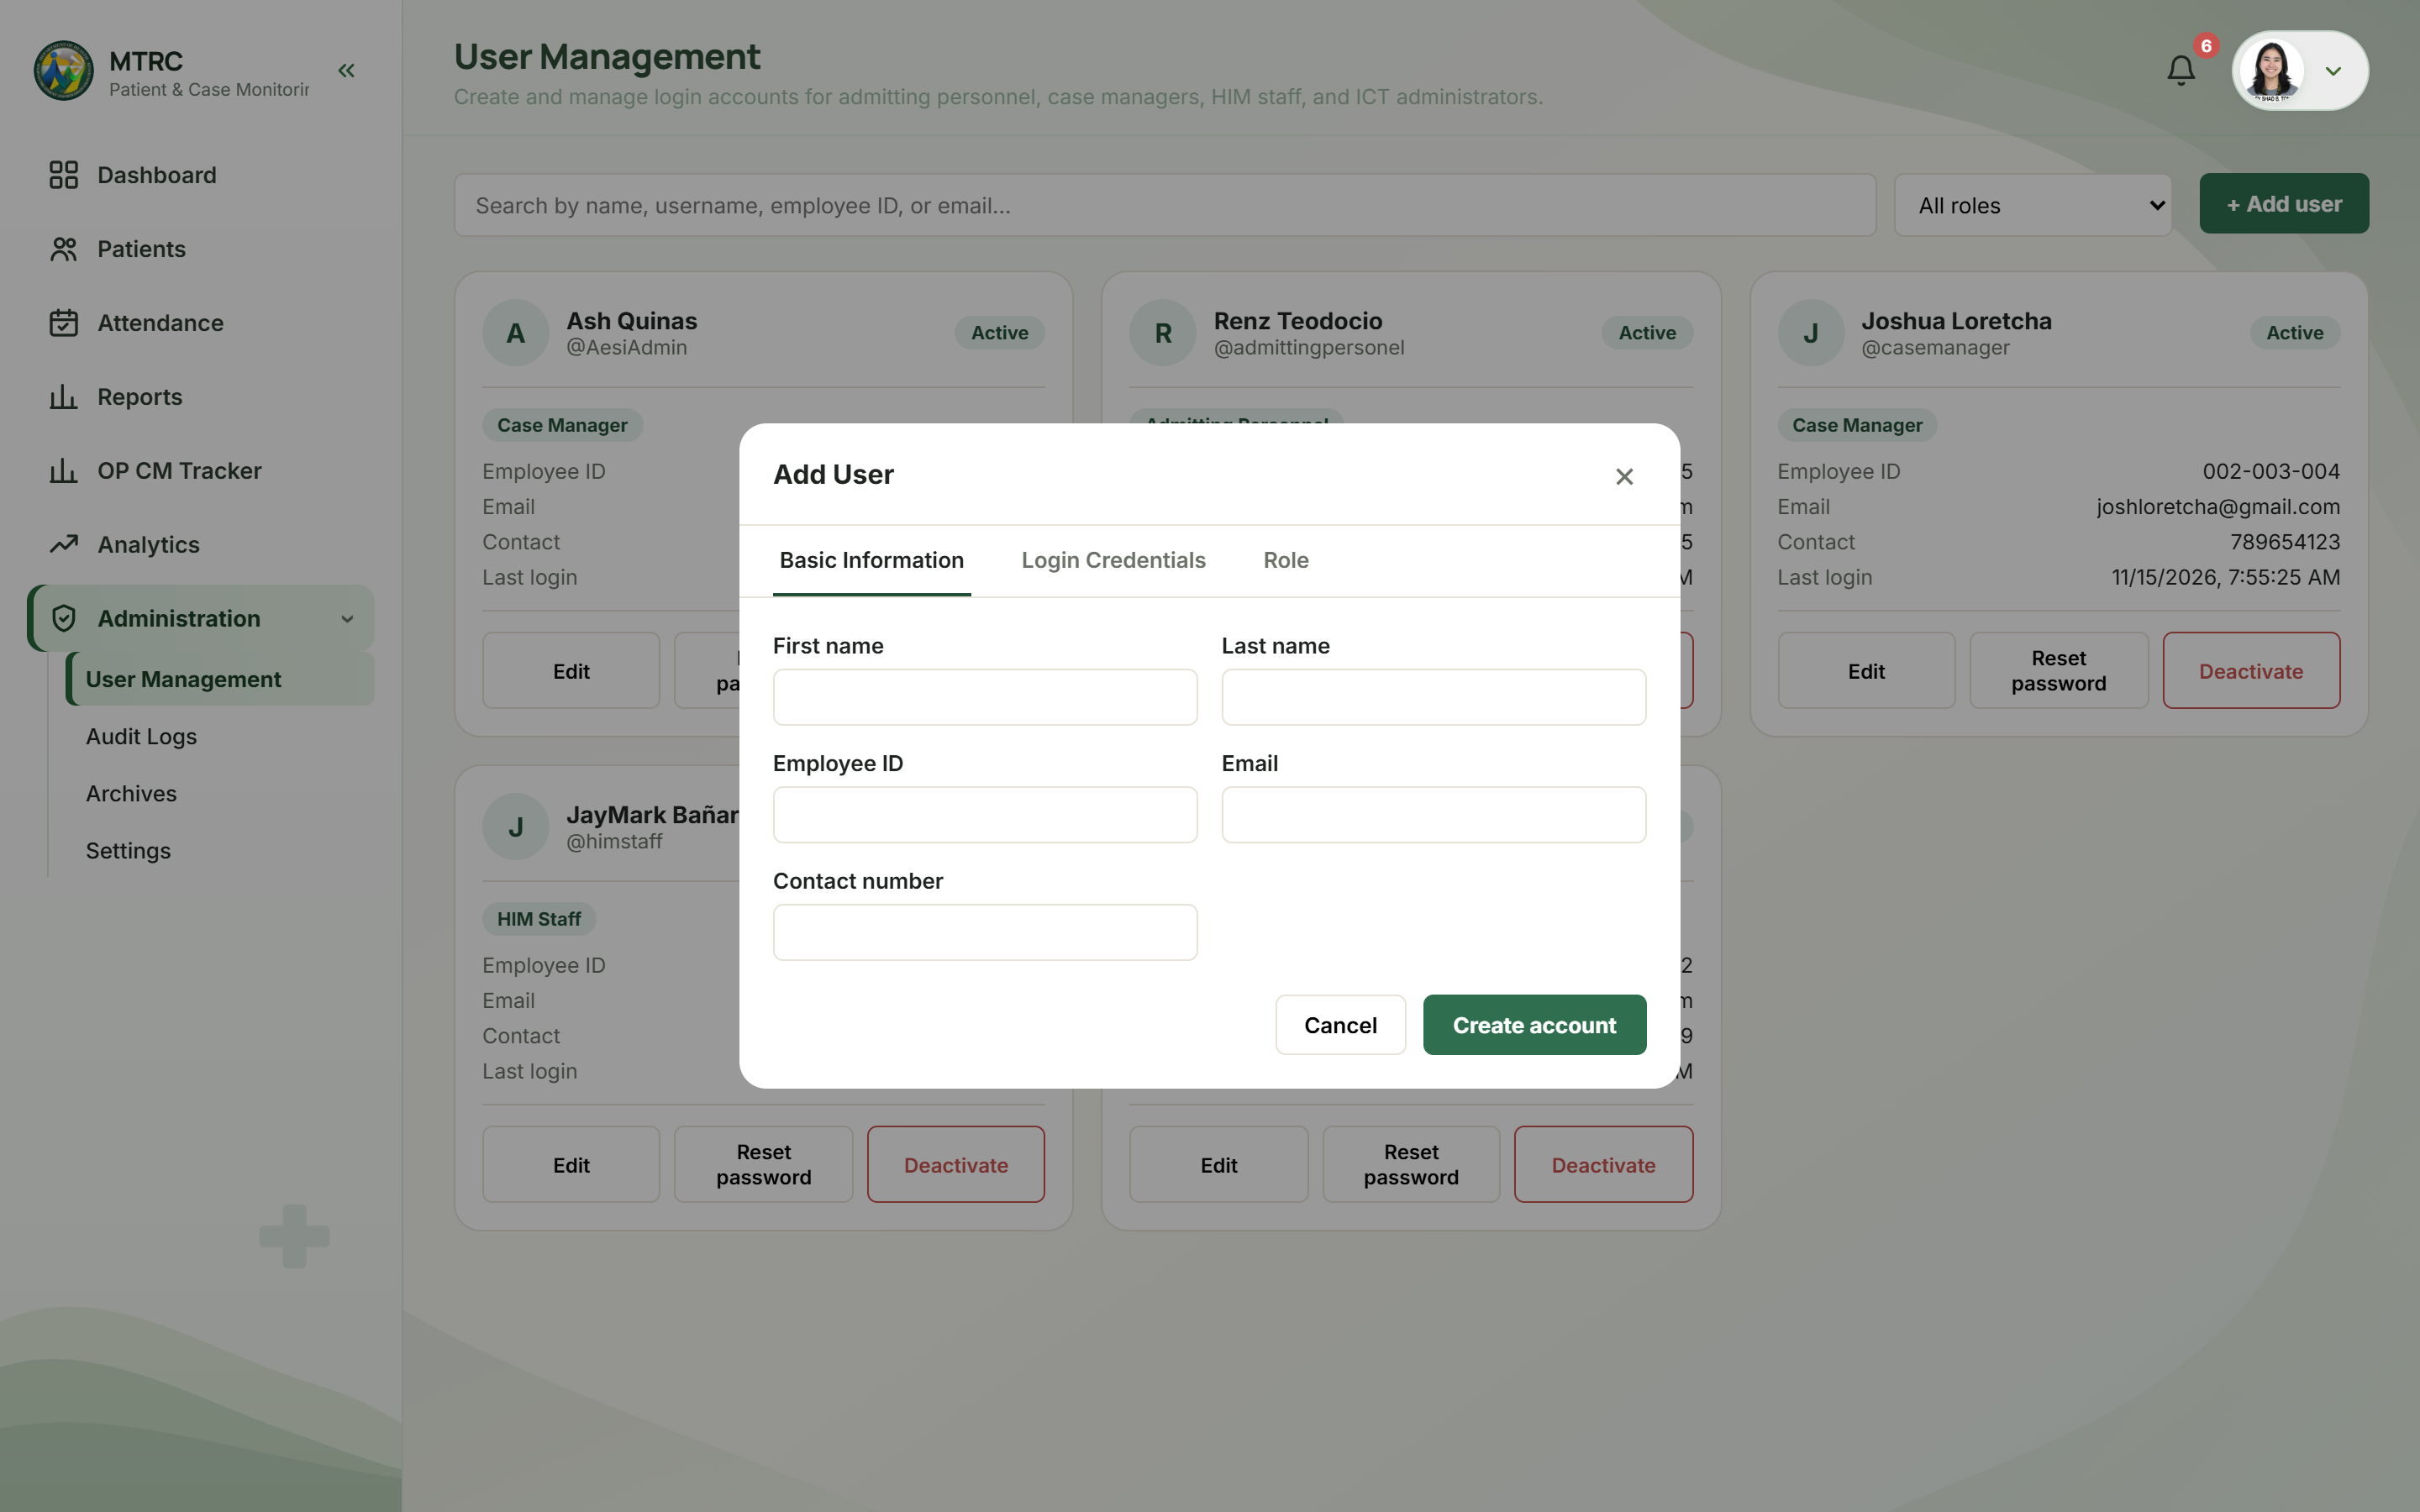 MTRC
Patient & Case Monitorin
Dashboard
Patients
Attendance
Reports
OP CM Tracker
Analytics
Administration
User Management
Audit Logs
Archives
Settings
User Management
Create and manage login accounts for admitting personnel, case managers, HIM staff, and ICT administrators.
6
Search by name, username, employee ID, or email...
All roles
+ Add user
A
Ash Quinas
@AesiAdmin
Active
Case Manager
Employee ID
Email
Contact
Last login
Edit
R
Renz Teodocio
@admittingpersonel
Active
Admitting Personnel
5
m
5
M
J
Joshua Loretcha
@casemanager
Active
Case Manager
Employee ID 002-003-004
Email joshloretcha@gmail.com
Contact 789654123
Last login 11/15/2026, 7:55:25 AM
Edit
Reset
password
Deactivate
J
JayMark Bañar
@himstaff
HIM Staff
Employee ID
Email
Contact
Last login
Edit
Reset
password
Deactivate
2
m
9
M
Edit
Reset
password
Deactivate
Add User
Basic Information
Login Credentials
Role
First name
Last name
Employee ID
Email
Contact number
Cancel
Create account